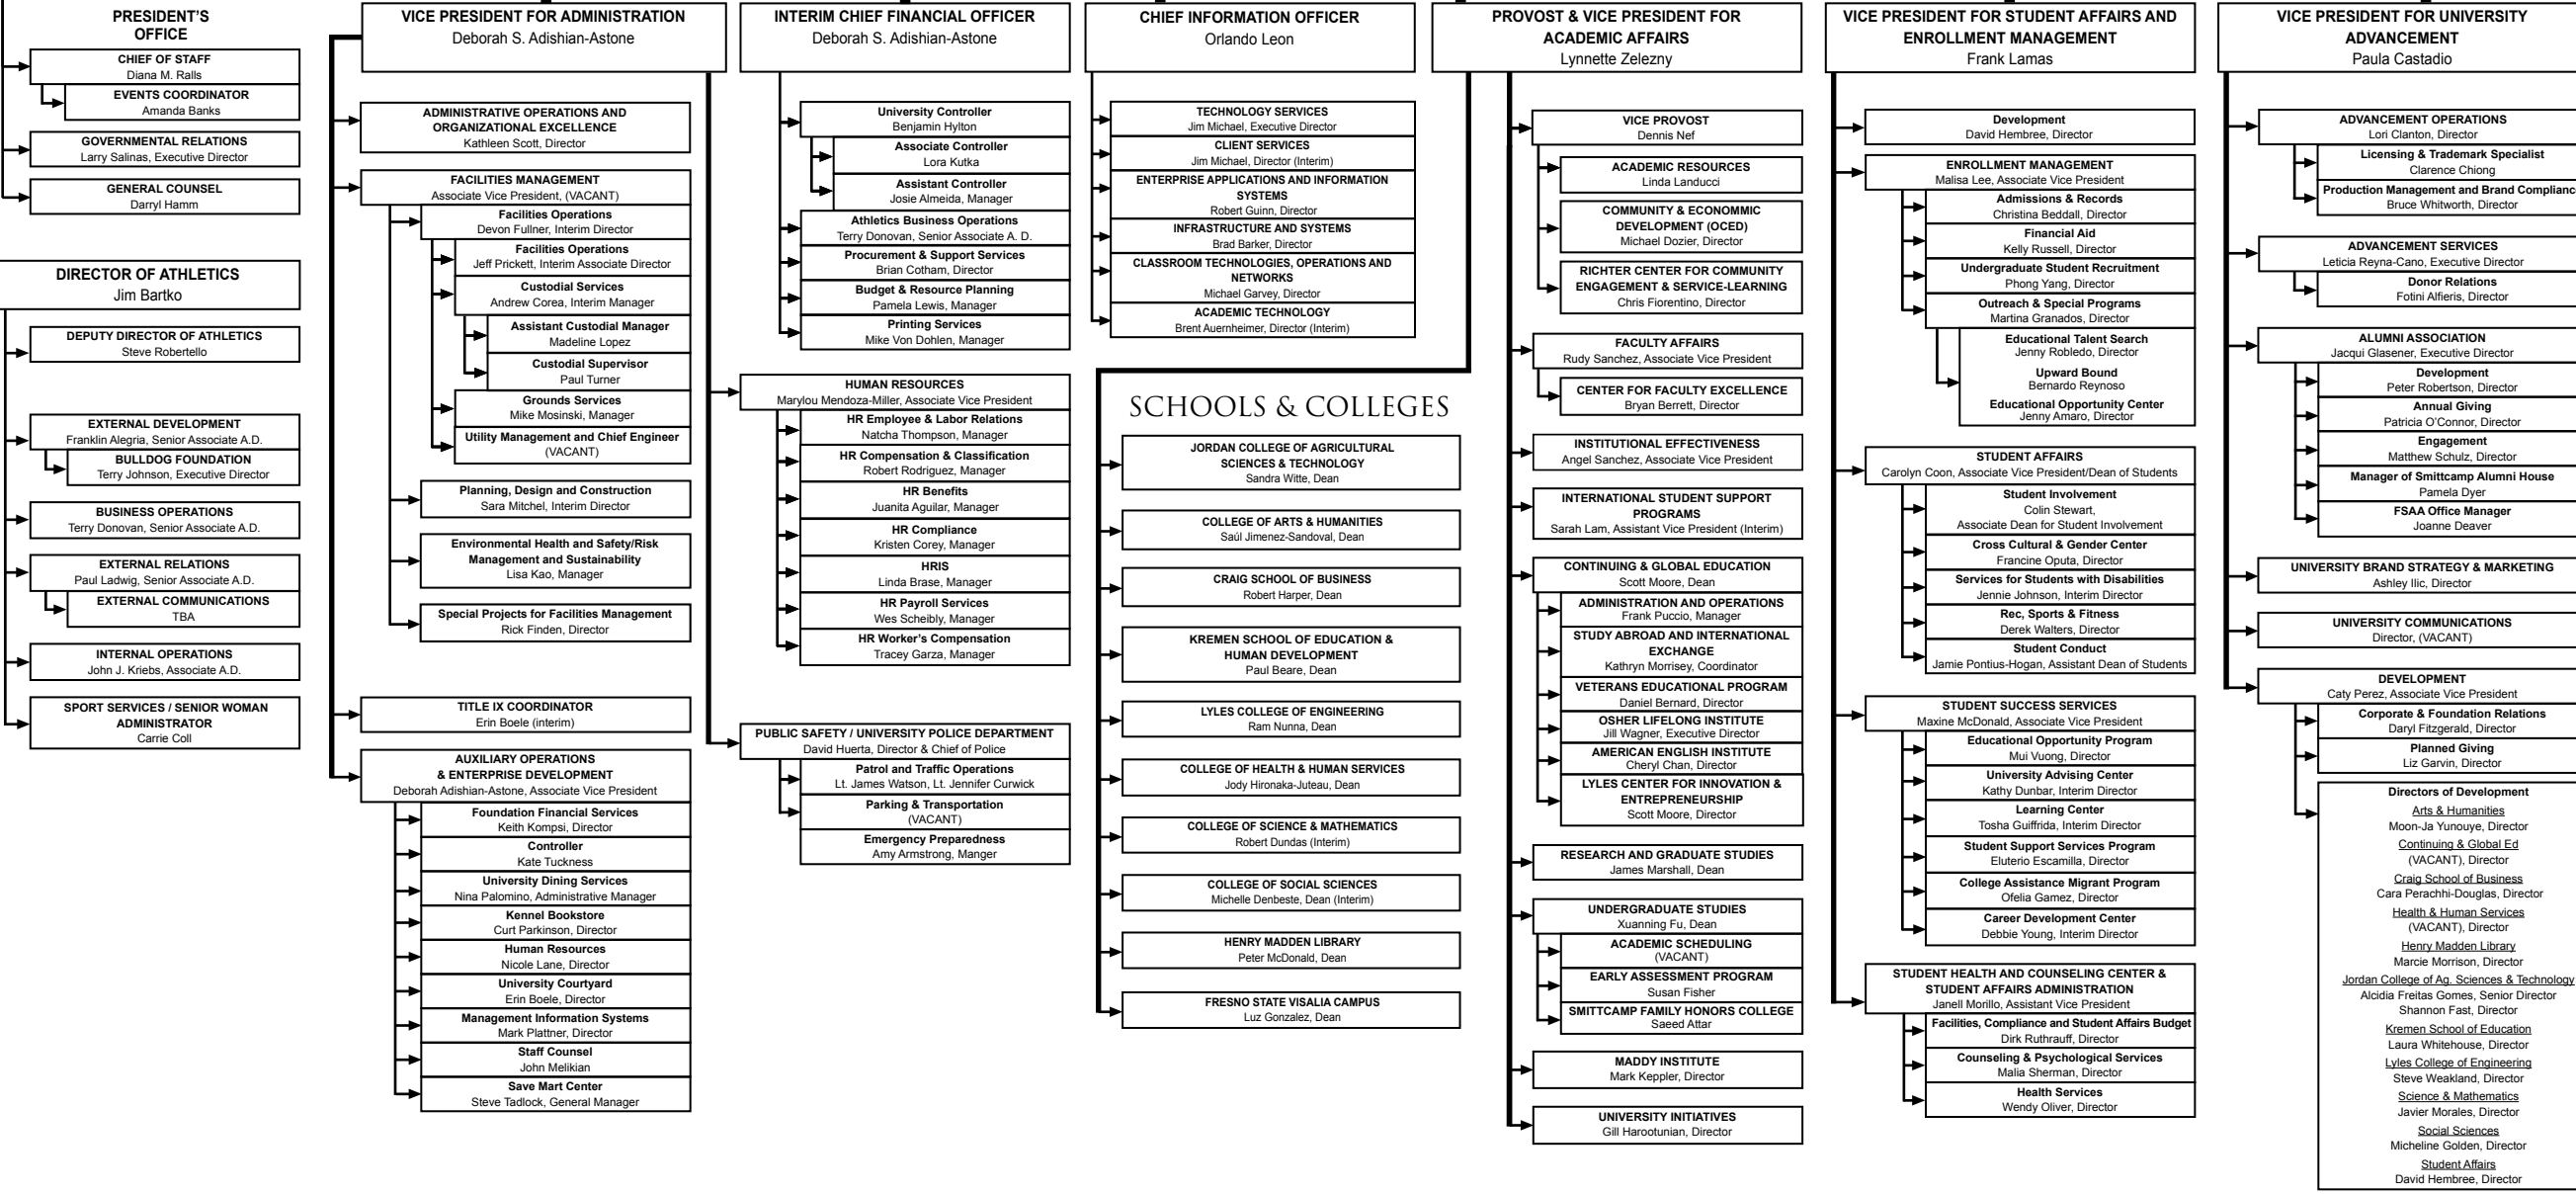 PRESIDENT'S
OFFICE
CHIEF OF STAFF
Diana M. Ralls
EVENTS COORDINATOR
Amanda Banks
GOVERNMENTAL RELATIONS
Larry Salinas, Executive Director
GENERAL COUNSEL
Darryl Hamm
DIRECTOR OF ATHLETICS
Jim Bartko
DEPUTY DIRECTOR OF ATHLETICS
Steve Robertello
EXTERNAL DEVELOPMENT
Franklin Alegria, Senior Associate A.D.
BULLDOG FOUNDATION
Terry Johnson, Executive Director
BUSINESS OPERATIONS
Terry Donovan, Senior Associate A.D.
EXTERNAL RELATIONS
Paul Ladwig, Senior Associate A.D.
EXTERNAL COMMUNICATIONS
TBA
INTERNAL OPERATIONS
John J. Kriebs, Associate A.D.
SPORT SERVICES / SENIOR WOMAN
ADMINISTRATOR
Carrie Coll
VICE PRESIDENT FOR ADMINISTRATION
Deborah S. Adishian-Astone
ADMINISTRATIVE OPERATIONS AND
ORGANIZATIONAL EXCELLENCE
Kathleen Scott, Director
FACILITIES MANAGEMENT
Associate Vice President, (VACANT)
Facilities Operations
Devon Fullner, Interim Director
Facilities Operations
Jeff Prickett, Interim Associate Director
Custodial Services
Andrew Corea, Interim Manager
Assistant Custodial Manager
Madeline Lopez
Custodial Supervisor
Paul Turner
Grounds Services
Mike Mosinski, Manager
Utility Management and Chief Engineer
(VACANT)
Planning, Design and Construction
Sara Mitchel, Interim Director
Environmental Health and Safety/Risk
Management and Sustainability
Lisa Kao, Manager
Special Projects for Facilities Management
Rick Finden, Director
TITLE IX COORDINATOR
Erin Boele (interim)
AUXILIARY OPERATIONS
& ENTERPRISE DEVELOPMENT
Deborah Adishian-Astone, Associate Vice President
Foundation Financial Services
Keith Kompsi, Director
Controller
Kate Tuckness
University Dining Services
Nina Palomino, Administrative Manager
Kennel Bookstore
Curt Parkinson, Director
Human Resources
Nicole Lane, Director
University Courtyard
Erin Boele, Director
Management Information Systems
Mark Plattner, Director
Staff Counsel
John Melikian
Save Mart Center
Steve Tadlock, General Manager
INTERIM CHIEF FINANCIAL OFFICER
Deborah S. Adishian-Astone
University Controller
Benjamin Hylton
Associate Controller
Lora Kutka
Assistant Controller
Josie Almeida, Manager
Athletics Business Operations
Terry Donovan, Senior Associate A. D.
Procurement & Support Services
Brian Cotham, Director
Budget & Resource Planning
Pamela Lewis, Manager
Printing Services
Mike Von Dohlen, Manager
HUMAN RESOURCES
Marylou Mendoza-Miller, Associate Vice President
HR Employee & Labor Relations
Natcha Thompson, Manager
HR Compensation & Classification
Robert Rodriguez, Manager
HR Benefits
Juanita Aguilar, Manager
HR Compliance
Kristen Corey, Manager
HRIS
Linda Brase, Manager
HR Payroll Services
Wes Scheibly, Manager
HR Worker's Compensation
Tracey Garza, Manager
PUBLIC SAFETY / UNIVERSITY POLICE DEPARTMENT
David Huerta, Director & Chief of Police
Patrol and Traffic Operations
Lt. James Watson, Lt. Jennifer Curwick
Parking & Transportation
(VACANT)
Emergency Preparedness
Amy Armstrong, Manger
CHIEF INFORMATION OFFICER
Orlando Leon
TECHNOLOGY SERVICES
Jim Michael, Executive Director
CLIENT SERVICES
Jim Michael, Director (Interim)
ENTERPRISE APPLICATIONS AND INFORMATION
SYSTEMS
Robert Guinn, Director
INFRASTRUCTURE AND SYSTEMS
Brad Barker, Director
CLASSROOM TECHNOLOGIES, OPERATIONS AND
NETWORKS
Michael Garvey, Director
ACADEMIC TECHNOLOGY
Brent Auernheimer, Director (Interim)
SCHOOLS & COLLEGES
JORDAN COLLEGE OF AGRICULTURAL
SCIENCES & TECHNOLOGY
Sandra Witte, Dean
COLLEGE OF ARTS & HUMANITIES
Saúl Jimenez-Sandoval, Dean
CRAIG SCHOOL OF BUSINESS
Robert Harper, Dean
KREMEN SCHOOL OF EDUCATION &
HUMAN DEVELOPMENT
Paul Beare, Dean
LYLES COLLEGE OF ENGINEERING
Ram Nunna, Dean
COLLEGE OF HEALTH & HUMAN SERVICES
Jody Hironaka-Juteau, Dean
COLLEGE OF SCIENCE & MATHEMATICS
Robert Dundas (Interim)
COLLEGE OF SOCIAL SCIENCES
Michelle Denbeste, Dean (Interim)
HENRY MADDEN LIBRARY
Peter McDonald, Dean
FRESNO STATE VISALIA CAMPUS
Luz Gonzalez, Dean
PROVOST & VICE PRESIDENT FOR
ACADEMIC AFFAIRS
Lynnette Zelezny
VICE PROVOST
Dennis Nef
ACADEMIC RESOURCES
Linda Landucci
COMMUNITY & ECONOMMIC
DEVELOPMENT (OCED)
Michael Dozier, Director
RICHTER CENTER FOR COMMUNITY
ENGAGEMENT & SERVICE-LEARNING
Chris Fiorentino, Director
FACULTY AFFAIRS
Rudy Sanchez, Associate Vice President
CENTER FOR FACULTY EXCELLENCE
Bryan Berrett, Director
INSTITUTIONAL EFFECTIVENESS
Angel Sanchez, Associate Vice President
INTERNATIONAL STUDENT SUPPORT
PROGRAMS
Sarah Lam, Assistant Vice President (Interim)
CONTINUING & GLOBAL EDUCATION
Scott Moore, Dean
ADMINISTRATION AND OPERATIONS
Frank Puccio, Manager
STUDY ABROAD AND INTERNATIONAL
EXCHANGE
Kathryn Morrisey, Coordinator
VETERANS EDUCATIONAL PROGRAM
Daniel Bernard, Director
OSHER LIFELONG INSTITUTE
Jill Wagner, Executive Director
AMERICAN ENGLISH INSTITUTE
Cheryl Chan, Director
LYLES CENTER FOR INNOVATION &
ENTREPRENEURSHIP
Scott Moore, Director
RESEARCH AND GRADUATE STUDIES
James Marshall, Dean
UNDERGRADUATE STUDIES
Xuanning Fu, Dean
ACADEMIC SCHEDULING
(VACANT)
EARLY ASSESSMENT PROGRAM
Susan Fisher
SMITTCAMP FAMILY HONORS COLLEGE
Saeed Attar
MADDY INSTITUTE
Mark Keppler, Director
UNIVERSITY INITIATIVES
Gill Harootunian, Director
VICE PRESIDENT FOR STUDENT AFFAIRS AND
ENROLLMENT MANAGEMENT
Frank Lamas
Development
David Hembree, Director
ENROLLMENT MANAGEMENT
Malisa Lee, Associate Vice President
Admissions & Records
Christina Beddall, Director
Financial Aid
Kelly Russell, Director
Undergraduate Student Recruitment
Phong Yang, Director
Outreach & Special Programs
Martina Granados, Director
Educational Talent Search
Jenny Robledo, Director
Upward Bound
Bernardo Reynoso
Educational Opportunity Center
Jenny Amaro, Director
STUDENT AFFAIRS
Carolyn Coon, Associate Vice President/Dean of Students
Student Involvement
Colin Stewart,
Associate Dean for Student Involvement
Cross Cultural & Gender Center
Francine Oputa, Director
Services for Students with Disabilities
Jennie Johnson, Interim Director
Rec, Sports & Fitness
Derek Walters, Director
Student Conduct
Jamie Pontius-Hogan, Assistant Dean of Students
STUDENT SUCCESS SERVICES
Maxine McDonald, Associate Vice President
Educational Opportunity Program
Mui Vuong, Director
University Advising Center
Kathy Dunbar, Interim Director
Learning Center
Tosha Guiffrida, Interim Director
Student Support Services Program
Eluterio Escamilla, Director
College Assistance Migrant Program
Ofelia Gamez, Director
Career Development Center
Debbie Young, Interim Director
STUDENT HEALTH AND COUNSELING CENTER &
STUDENT AFFAIRS ADMINISTRATION
Janell Morillo, Assistant Vice President
Facilities, Compliance and Student Affairs Budget
Dirk Ruthrauff, Director
Counseling & Psychological Services
Malia Sherman, Director
Health Services
Wendy Oliver, Director
VICE PRESIDENT FOR UNIVERSITY
ADVANCEMENT
Paula Castadio
ADVANCEMENT OPERATIONS
Lori Clanton, Director
Licensing & Trademark Specialist
Clarence Chiong
Production Management and Brand Compliance
Bruce Whitworth, Director
ADVANCEMENT SERVICES
Leticia Reyna-Cano, Executive Director
Donor Relations
Fotini Alfieris, Director
ALUMNI ASSOCIATION
Jacqui Glasener, Executive Director
Development
Peter Robertson, Director
Annual Giving
Patricia O'Connor, Director
Engagement
Matthew Schulz, Director
Manager of Smittcamp Alumni House
Pamela Dyer
FSAA Office Manager
Joanne Deaver
UNIVERSITY BRAND STRATEGY & MARKETING
Ashley Ilic, Director
UNIVERSITY COMMUNICATIONS
Director, (VACANT)
DEVELOPMENT
Caty Perez, Associate Vice President
Corporate & Foundation Relations
Daryl Fitzgerald, Director
Planned Giving
Liz Garvin, Director
Directors of Development
Arts & Humanities
Moon-Ja Yunouye, Director
Continuing & Global Ed
(VACANT), Director
Craig School of Business
Cara Perachhi-Douglas, Director
Health & Human Services
(VACANT), Director
Henry Madden Library
Marcie Morrison, Director
Jordan College of Ag. Sciences & Technology
Alcidia Freitas Gomes, Senior Director
Shannon Fast, Director
Kremen School of Education
Laura Whitehouse, Director
Lyles College of Engineering
Steve Weakland, Director
Science & Mathematics
Javier Morales, Director
Social Sciences
Micheline Golden, Director
Student Affairs
David Hembree, Director